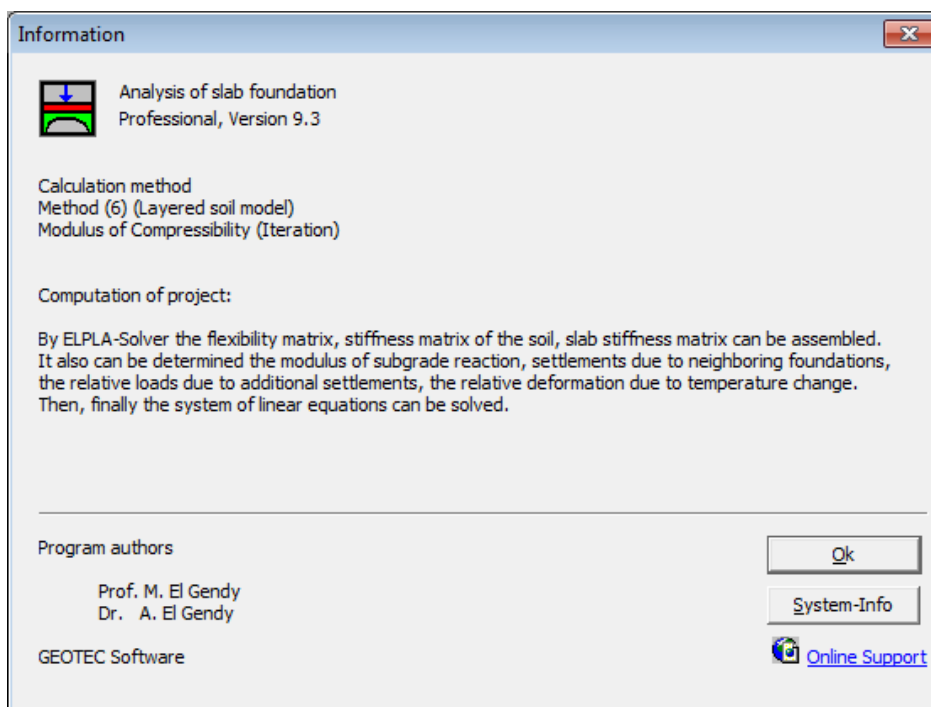 Information
Analysis of slab foundation
Professional, Version 9.3
Calculation method
Method (6) (Layered soil model)
Modulus of Compressibility (Iteration)
Computation of project:
By ELPLA-Solver the flexibility matrix, stiffness matrix of the soil, slab stiffness matrix can be assembled.
It also can be determined the modulus of subgrade reaction, settlements due to neighboring foundations,
the relative loads due to additional settlements, the relative deformation due to temperature change.
Then, finally the system of linear equations can be solved.
Program authors
Prof. M. El Gendy
Dr. A. El Gendy
GEOTEC Software
Ok
System-Info
Online Support